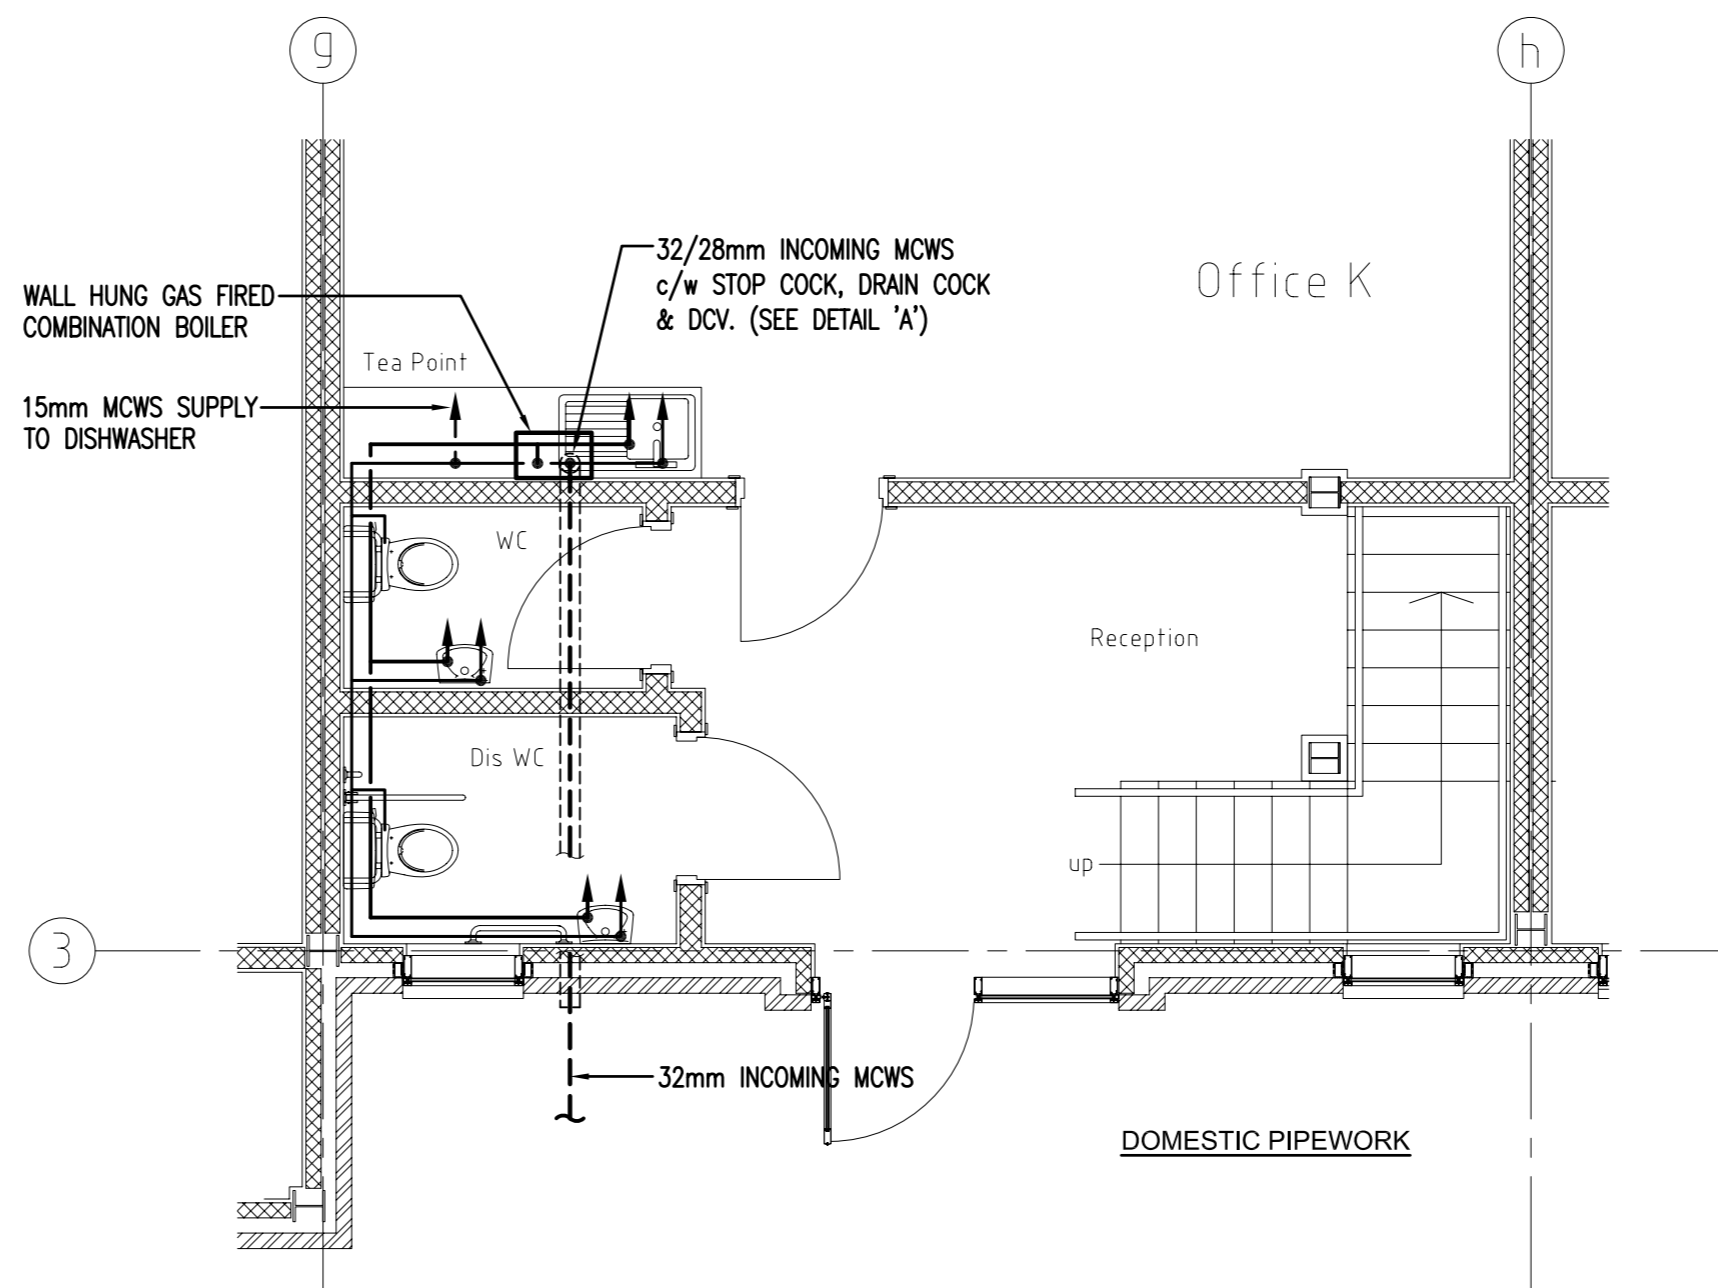 g
h
32/28mm INCOMING MCWS
c/w STOP COCK, DRAIN COCK
& DCV. (SEE DETAIL 'A')
Office K
WALL HUNG GAS FIRED
COMBINATION BOILER
Tea Point
15mm MCWS SUPPLY
TO DISHWASHER
WC
Reception
Dis WC
up
3
32mm INCOMING MCWS
DOMESTIC PIPEWORK